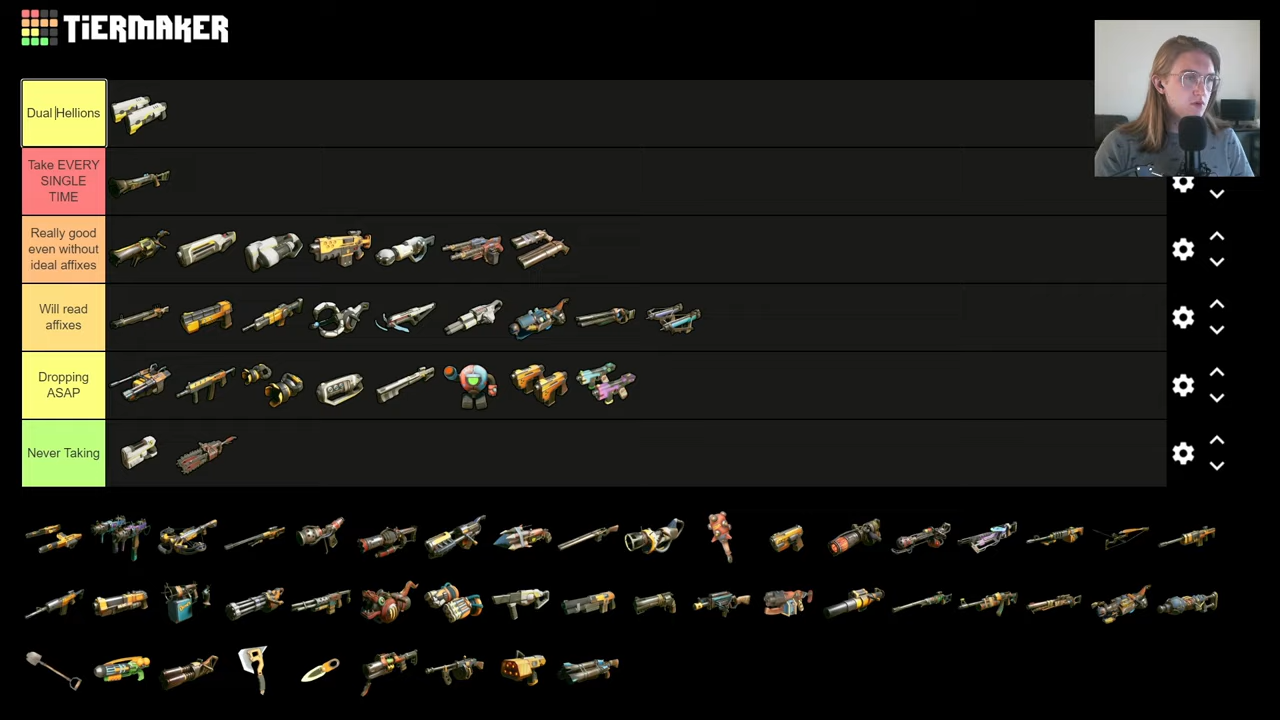 TiERMAKER
Dual Hellions
Take EVERY
SINGLE
TIME
Really good
even without
ideal affixes
Will read
affixes
Dropping
ASAP
Never Taking